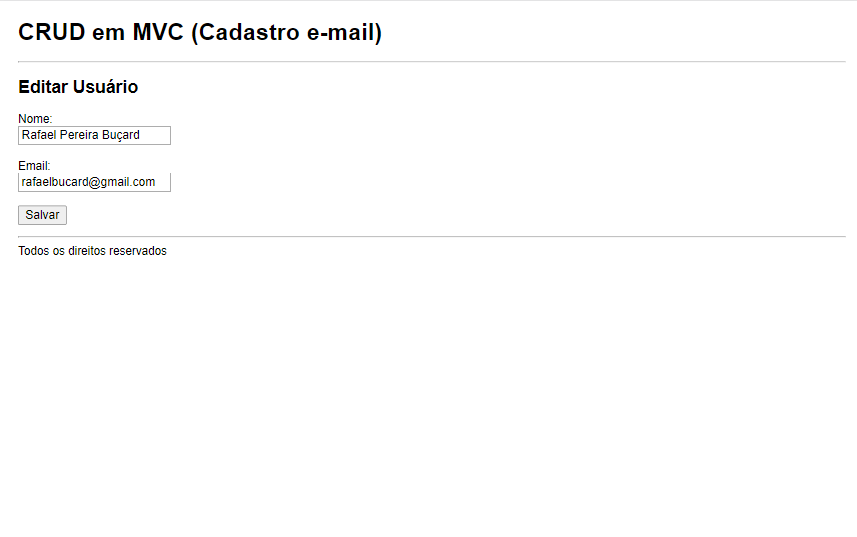 CRUD em MVC (Cadastro e-mail)
Editar Usuário
Nome:
Rafael Pereira Buçard
Email:
rafaelbucard@gmail.com
Salvar
Todos os direitos reservados